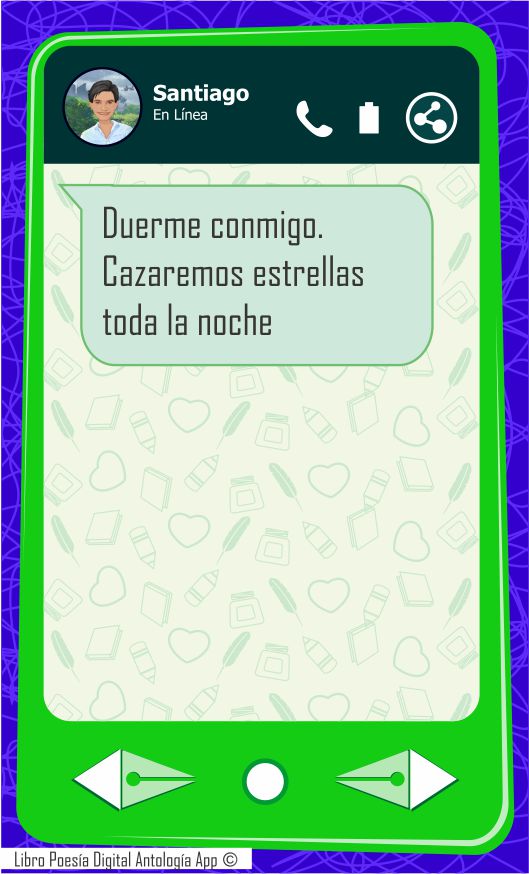 Santiago
En Línea
Duerme conmigo.
Cazaremos estrellas
toda la noche
Libro Poesía Digital Antología App ©